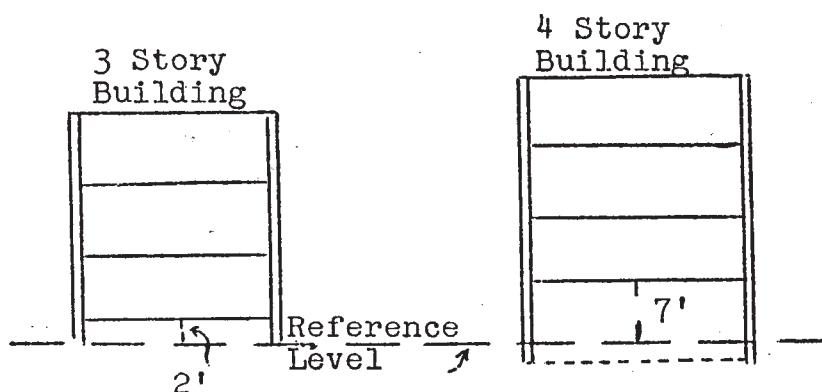 3 Story
Building
4 Story
Building
7'
Reference
Level
2'